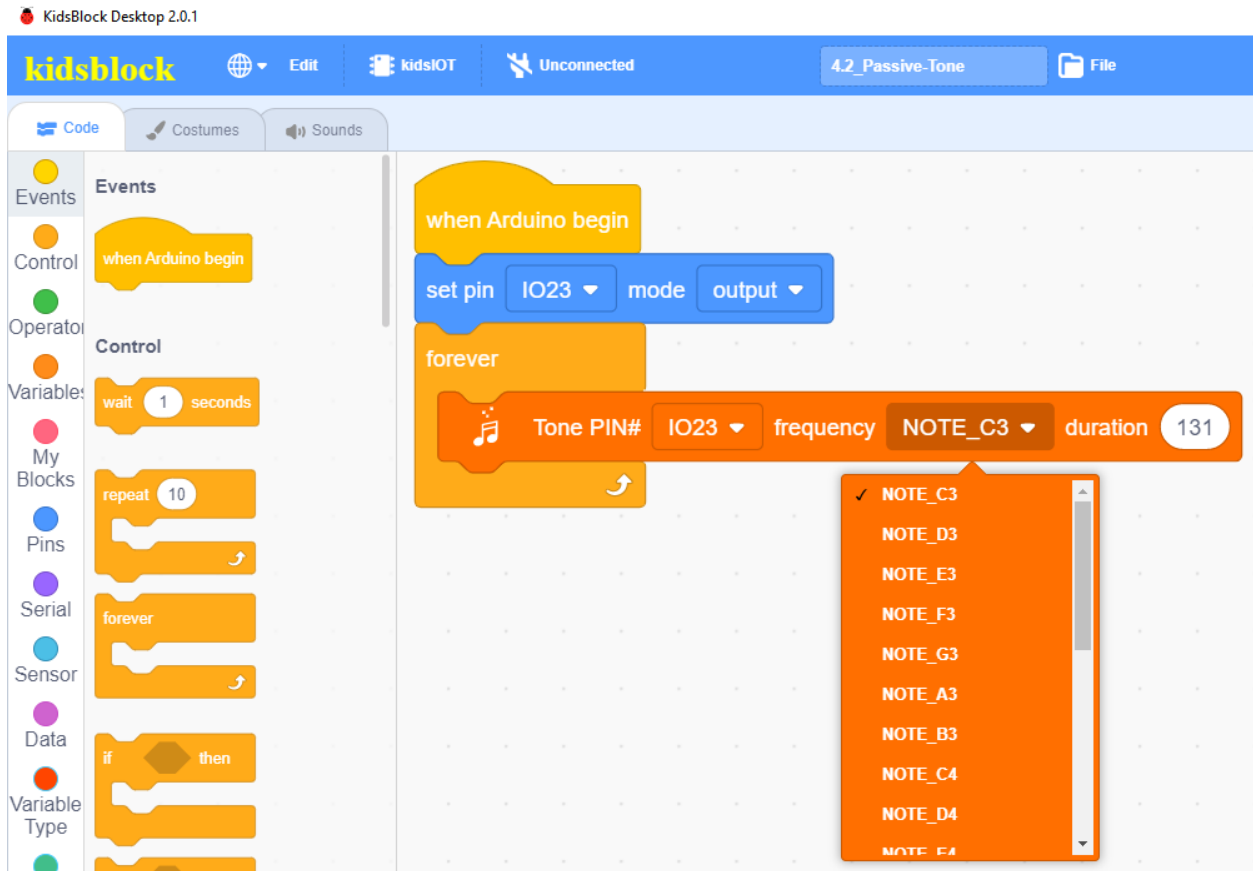 KidsBlock Desktop 2.0.1
kidsblock Edit kidsIOT Unconnected 4.2_Passive-Tone File
Code Costumes Sounds
Events
Control
Operator
Variables
My
Blocks
Pins
Serial
Sensor
Data
Variable
Type
Events
when Arduino begin
Control
wait 1 seconds
repeat 10
forever
if then
when Arduino begin
set pin IO23 mode output
forever
Tone PIN# IO23 frequency NOTE_C3 duration 131
✓ NOTE_C3
NOTE_D3
NOTE_E3
NOTE_F3
NOTE_G3
NOTE_A3
NOTE_B3
NOTE_C4
NOTE_D4
NOTE_E4